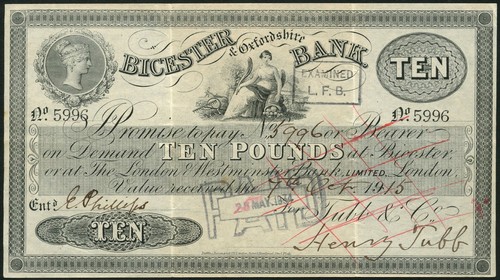 BICESTER & Oxfordshire BANK.
TEN
EXAMINED
L. F. B.
No 5996
No 5996
I Promise to pay No 5996 or Bearer
on Demand TEN POUNDS at Bicester
or at The London & Westminster Bank, LIMITED, London.
Value received the 7th Oct. 1915
PAID
For Tubb & Co.
Entd E. Phillips
Henry Tubb
TEN